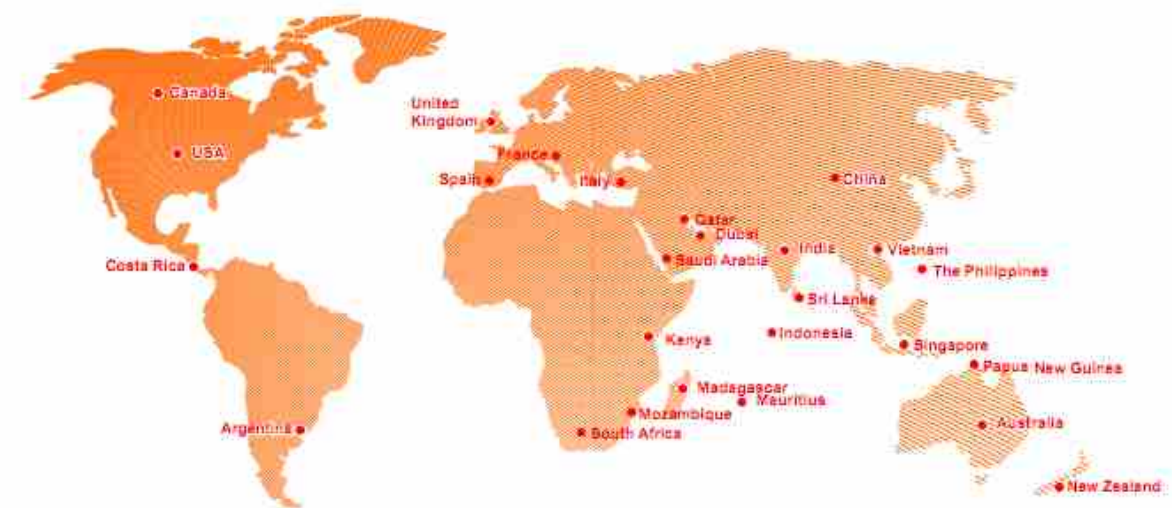 Canada
USA
United
Kingdom
France
Spain
Italy
China
Qatar
Dubai
Saudi Arabia
India
Vietnam
Costa Rica
The Philippines
Sri Lanka
Indonesia
Kenya
Singapore
Papua New Guinea
Madagascar
Mauritius
Mozambique
Argentina
South Africa
Australia
New Zealand